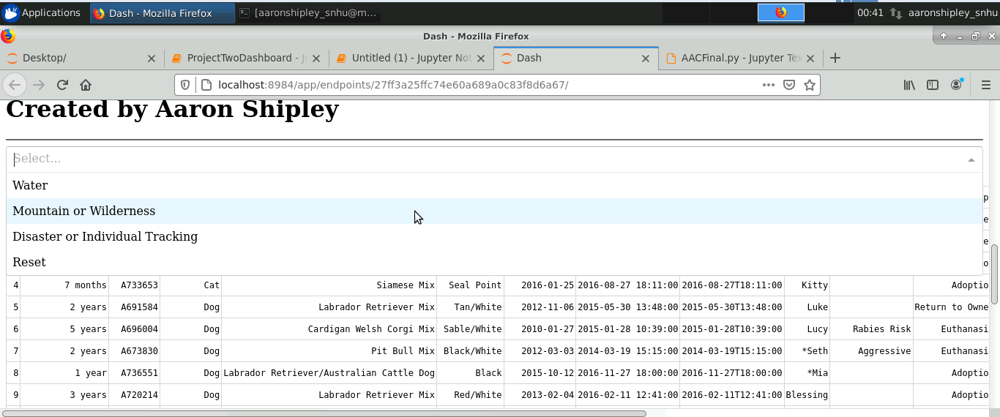 Applications Dash - Mozilla Firefox [aaronshipley_snhu@m... 00:41 aaronshipley_snhu
Dash - Mozilla Firefox
Desktop/ ProjectTwoDashboard - Ju Untitled (1) - Jupyter Not Dash AACFinal.py - Jupyter Tex
localhost:8984/app/endpoints/27ff3a25ffc74e60a689a0c83f8d6a67/
Created by Aaron Shipley
Select...
Water
Mountain or Wilderness
Disaster or Individual Tracking
Reset
4 7 months A733653 Cat Siamese Mix Seal Point 2016-01-25 2016-08-27 18:11:00 2016-08-27T18:11:00 Kitty Adoptio
5 2 years A691584 Dog Labrador Retriever Mix Tan/White 2012-11-06 2015-05-30 13:48:00 2015-05-30T13:48:00 Luke Return to Owne
6 5 years A696004 Dog Cardigan Welsh Corgi Mix Sable/White 2010-01-27 2015-01-28 10:39:00 2015-01-28T10:39:00 Lucy Rabies Risk Euthanasi
7 2 years A673830 Dog Pit Bull Mix Black/White 2012-03-03 2014-03-19 15:15:00 2014-03-19T15:15:00 *Seth Aggressive Euthanasi
8 1 year A736551 Dog Labrador Retriever/Australian Cattle Dog Black 2015-10-12 2016-11-27 18:00:00 2016-11-27T18:00:00 *Mia Adoptio
9 3 years A720214 Dog Labrador Retriever Mix Red/White 2013-02-04 2016-02-11 12:41:00 2016-02-11T12:41:00 Blessing Adoptio